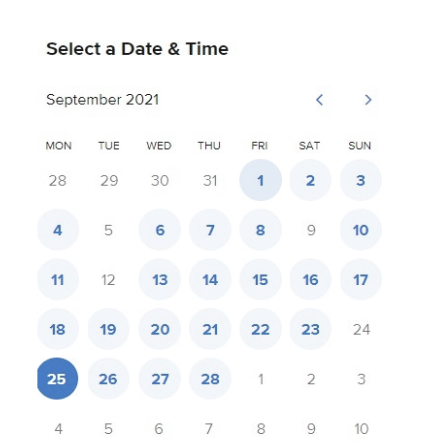 Select a Date & Time
September 2021
MON TUE WED THU FRI SAT SUN
28 29 30 31 1 2 3
4 5 6 7 8 9 10
11 12 13 14 15 16 17
18 19 20 21 22 23 24
25 26 27 28 1 2 3
4 5 6 7 8 9 10